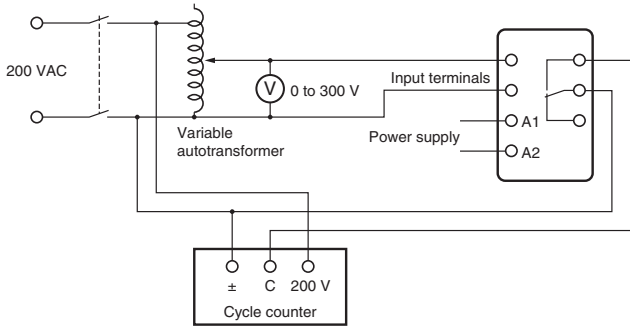 200 VAC
V
0 to 300 V
Input terminals
Variable
autotransformer
Power supply
A1
A2
± C 200 V
Cycle counter